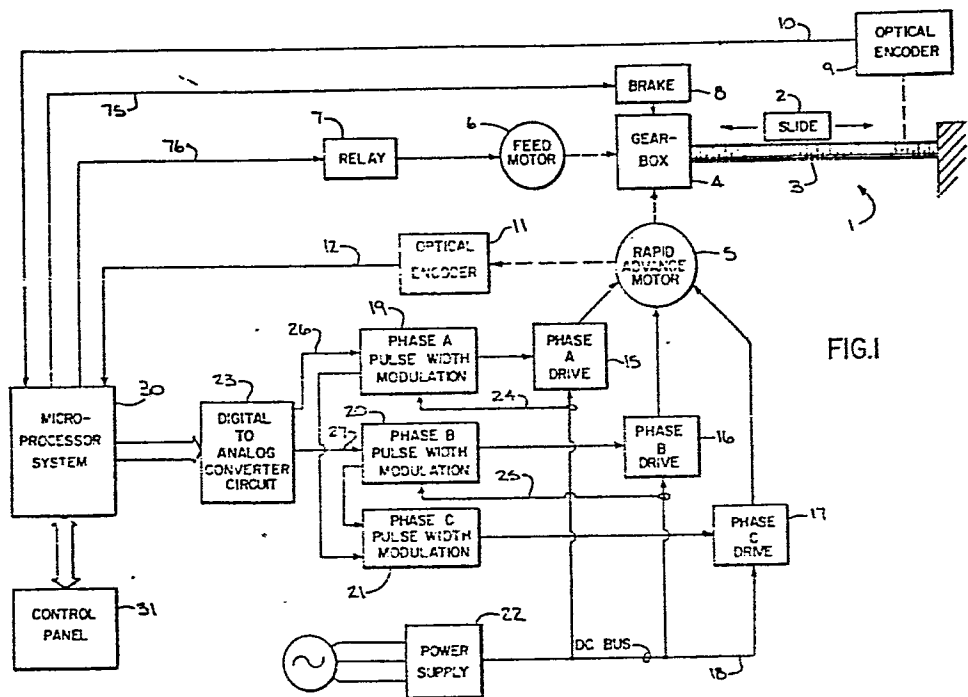 10
OPTICAL
ENCODER
9
75
BRAKE
8
2
SLIDE
7
6
76
RELAY
FEED
MOTOR
GEAR-
BOX
4
3
1
11
12
OPTICAL
ENCODER
RAPID
ADVANCE
MOTOR
5
FIG.1
19
26
PHASE A
PULSE WIDTH
MODULATION
PHASE
A
DRIVE
15
30
MICRO-
PROCESSOR
SYSTEM
23
DIGITAL
TO
ANALOG
CONVERTER
CIRCUIT
24
20
27
PHASE B
PULSE WIDTH
MODULATION
PHASE
B
DRIVE
16
25
PHASE C
PULSE WIDTH
MODULATION
21
PHASE
C
DRIVE
17
CONTROL
PANEL
31
22
POWER
SUPPLY
DC BUS
18